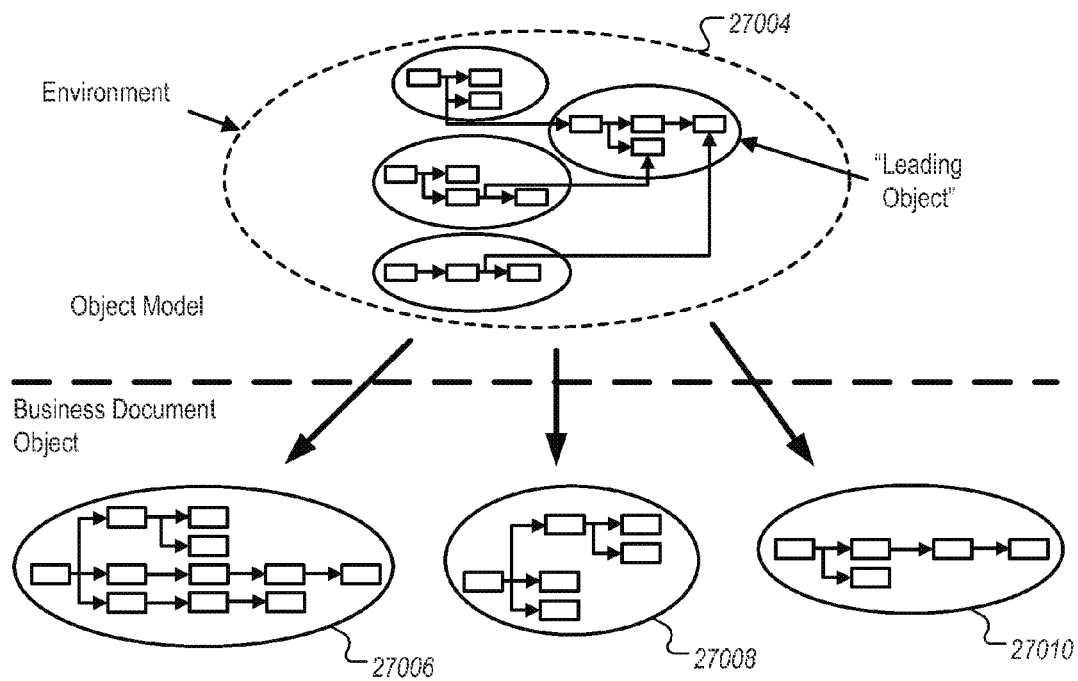 27004
Environment
"Leading
Object"
Object Model
Business Document
Object
27006
27008
27010